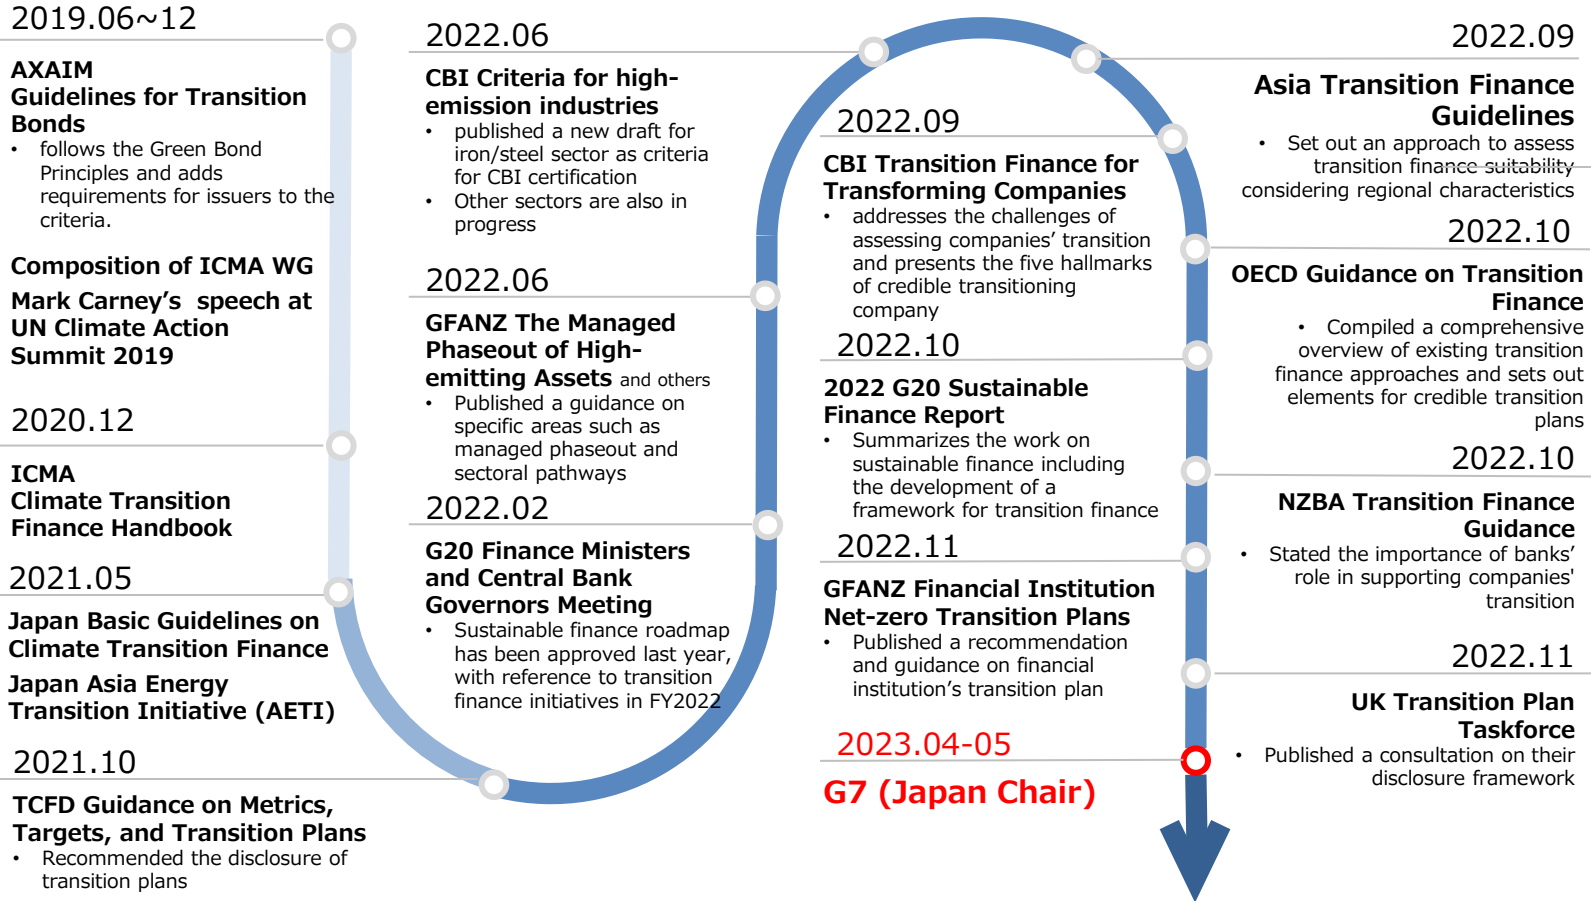 2019.06~12
AXAIM
Guidelines for Transition
Bonds
• follows the Green Bond
Principles and adds
requirements for issuers to the
criteria.
Composition of ICMA WG
Mark Carney’s speech at
UN Climate Action
Summit 2019
2020.12
ICMA
Climate Transition
Finance Handbook
2021.05
Japan Basic Guidelines on
Climate Transition Finance
Japan Asia Energy
Transition Initiative (AETI)
2021.10
TCFD Guidance on Metrics,
Targets, and Transition Plans
• Recommended the disclosure of
transition plans
2022.06
CBI Criteria for high-
emission industries
• published a new draft for
iron/steel sector as criteria
for CBI certification
• Other sectors are also in
progress
2022.06
GFANZ The Managed
Phaseout of High-
emitting Assets and others
• Published a guidance on
specific areas such as
managed phaseout and
sectoral pathways
2022.02
G20 Finance Ministers
and Central Bank
Governors Meeting
• Sustainable finance roadmap
has been approved last year,
with reference to transition
finance initiatives in FY2022
2022.09
CBI Transition Finance for
Transforming Companies
• addresses the challenges of
assessing companies’ transition
and presents the five hallmarks
of credible transitioning
company
2022.10
2022 G20 Sustainable
Finance Report
• Summarizes the work on
sustainable finance including
the development of a
framework for transition finance
2022.11
GFANZ Financial Institution
Net-zero Transition Plans
• Published a recommendation
and guidance on financial
institution’s transition plan
2023.04-05
G7 (Japan Chair)
2022.09
Asia Transition Finance
Guidelines
• Set out an approach to assess
transition finance suitability
considering regional characteristics
2022.10
OECD Guidance on Transition
Finance
• Compiled a comprehensive
overview of existing transition
finance approaches and sets out
elements for credible transition
plans
2022.10
NZBA Transition Finance
Guidance
• Stated the importance of banks’
role in supporting companies'
transition
2022.11
UK Transition Plan
Taskforce
• Published a consultation on their
disclosure framework